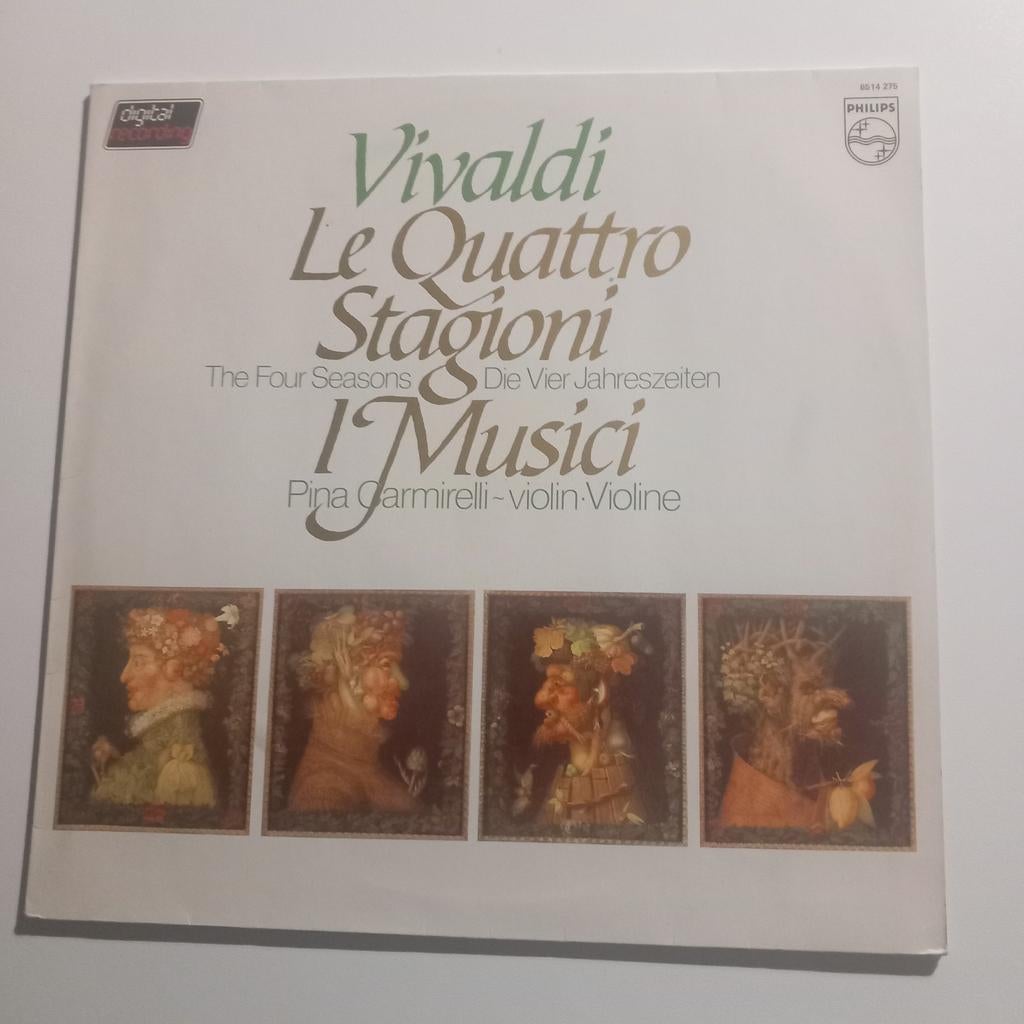 digital
recording
6514 275
PHILIPS
Vivaldi
Le Quattro
Stagioni
The Four Seasons Die Vier Jahreszeiten
I Musici
Pina Carmirelli ~ violin · Violine